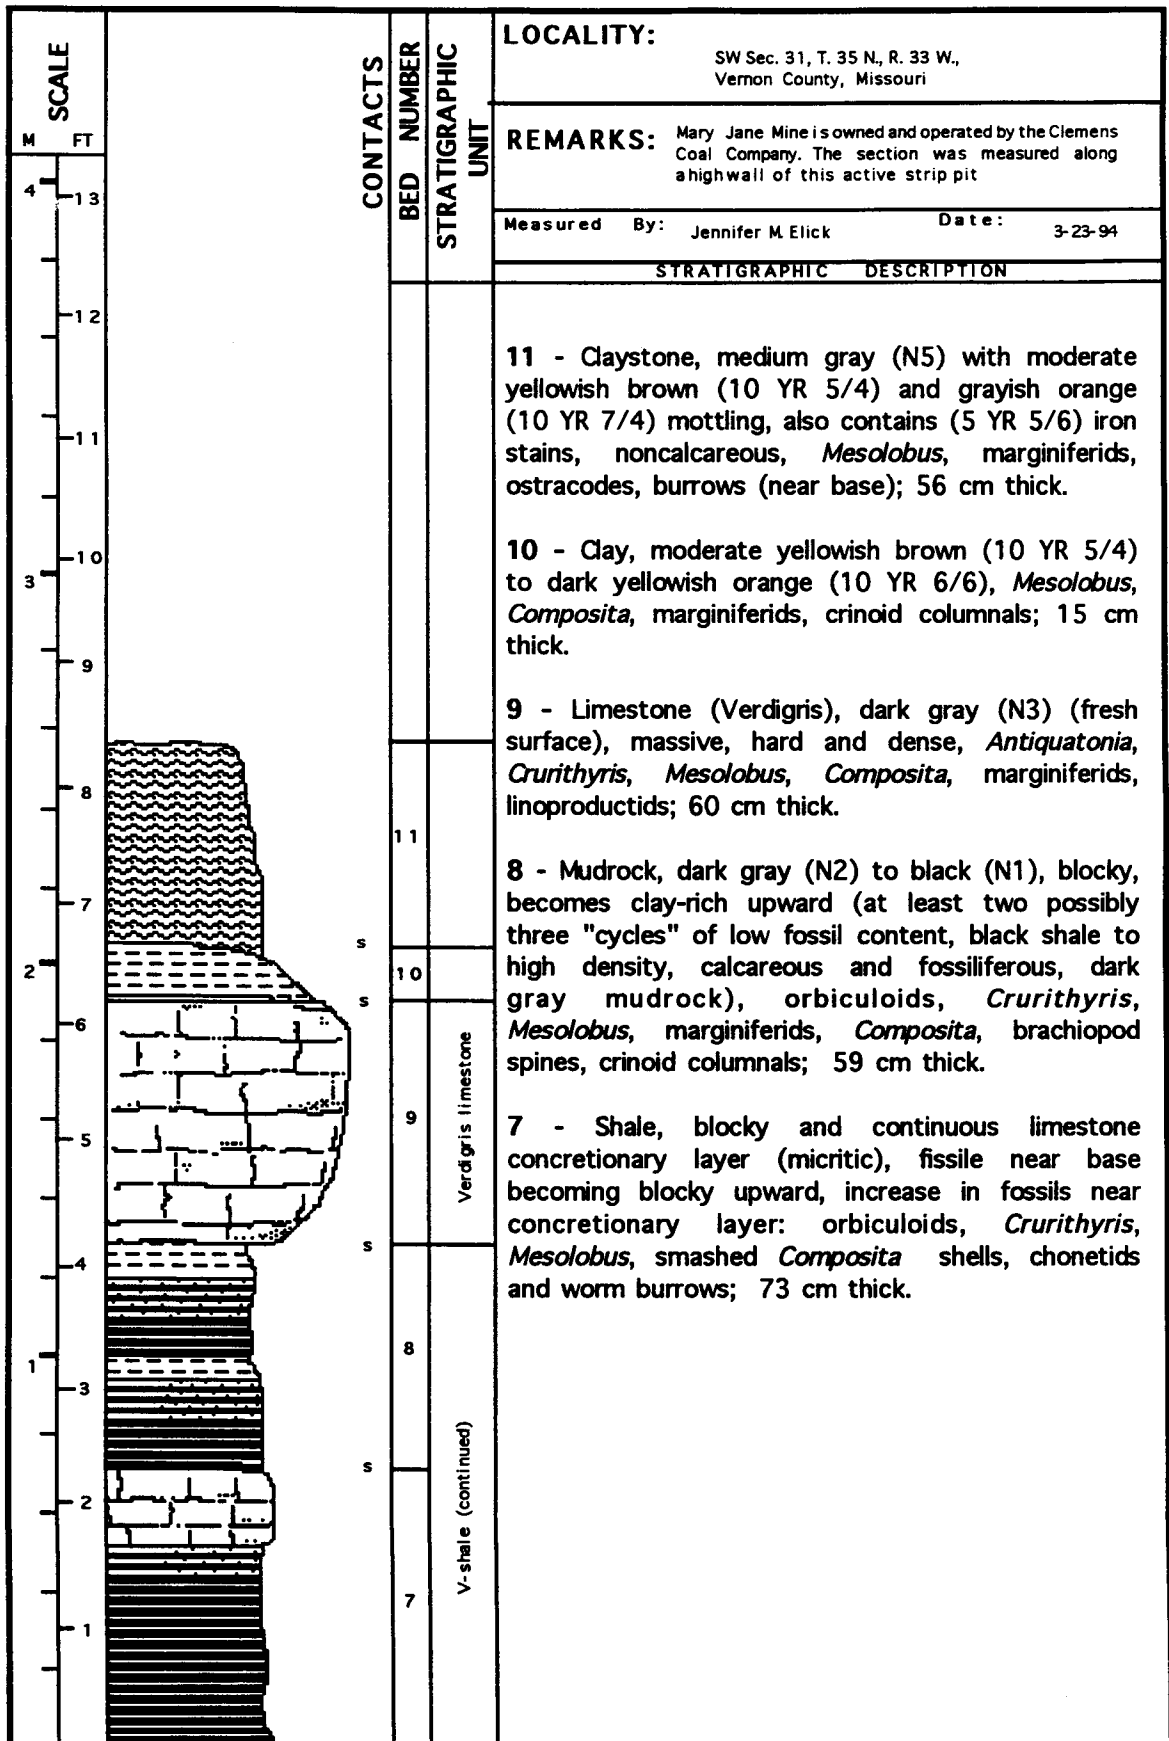 SCALE
M FT
CONTACTS
BED NUMBER
STRATIGRAPHIC UNIT
LOCALITY:
SW Sec. 31, T. 35 N., R. 33 W.,
Vernon County, Missouri
REMARKS: Mary Jane Mine is owned and operated by the Clemens
Coal Company. The section was measured along
a highwall of this active strip pit
Measured By: Jennifer M. Elick Date: 3-23-94
STRATIGRAPHIC DESCRIPTION
11 - Claystone, medium gray (N5) with moderate
yellowish brown (10 YR 5/4) and grayish orange
(10 YR 7/4) mottling, also contains (5 YR 5/6) iron
stains, noncalcareous, Mesolobus, marginiferids,
ostracodes, burrows (near base); 56 cm thick.
10 - Clay, moderate yellowish brown (10 YR 5/4)
to dark yellowish orange (10 YR 6/6), Mesolobus,
Composita, marginiferids, crinoid columnals; 15 cm
thick.
9 - Limestone (Verdigris), dark gray (N3) (fresh
surface), massive, hard and dense, Antiquatonia,
Crurithyris, Mesolobus, Composita, marginiferids,
linoproductids; 60 cm thick.
8 - Mudrock, dark gray (N2) to black (N1), blocky,
becomes clay-rich upward (at least two possibly
three "cycles" of low fossil content, black shale to
high density, calcareous and fossiliferous, dark
gray mudrock), orbiculoids, Crurithyris,
Mesolobus, marginiferids, Composita, brachiopod
spines, crinoid columnals; 59 cm thick.
7 - Shale, blocky and continuous limestone
concretionary layer (micritic), fissile near base
becoming blocky upward, increase in fossils near
concretionary layer: orbiculoids, Crurithyris,
Mesolobus, smashed Composita shells, chonetids
and worm burrows; 73 cm thick.
4
13
12
11
10
3
9
8
11
7
s
2
10
s
6
9
Verdigris limestone
5
s
4
8
1
3
s
2
V-shale (continued)
7
1